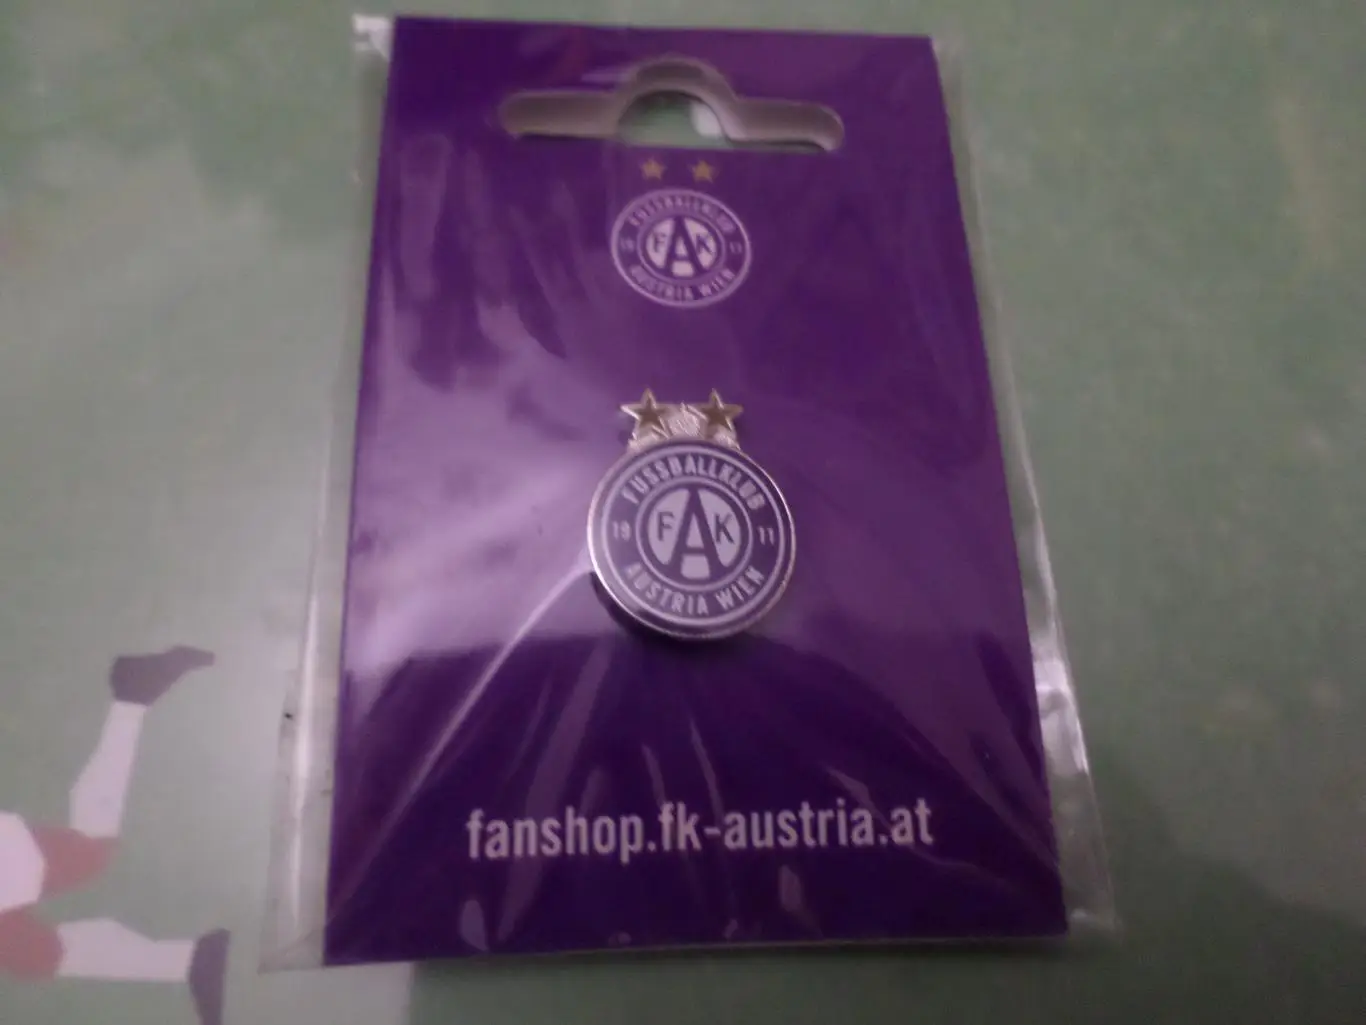 FUSSBALLKLUB
19 FAK 11
AUSTRIA WIEN
FUSSBALLKLUB
19 FAK 11
AUSTRIA WIEN
fanshop.fk-austria.at